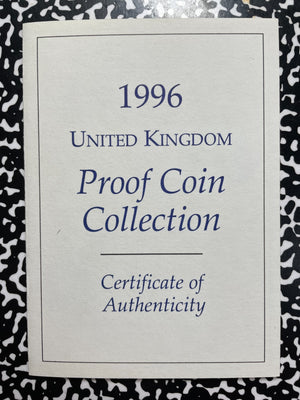 1996
UNITED KINGDOM
Proof Coin
Collection
Certificate of
Authenticity